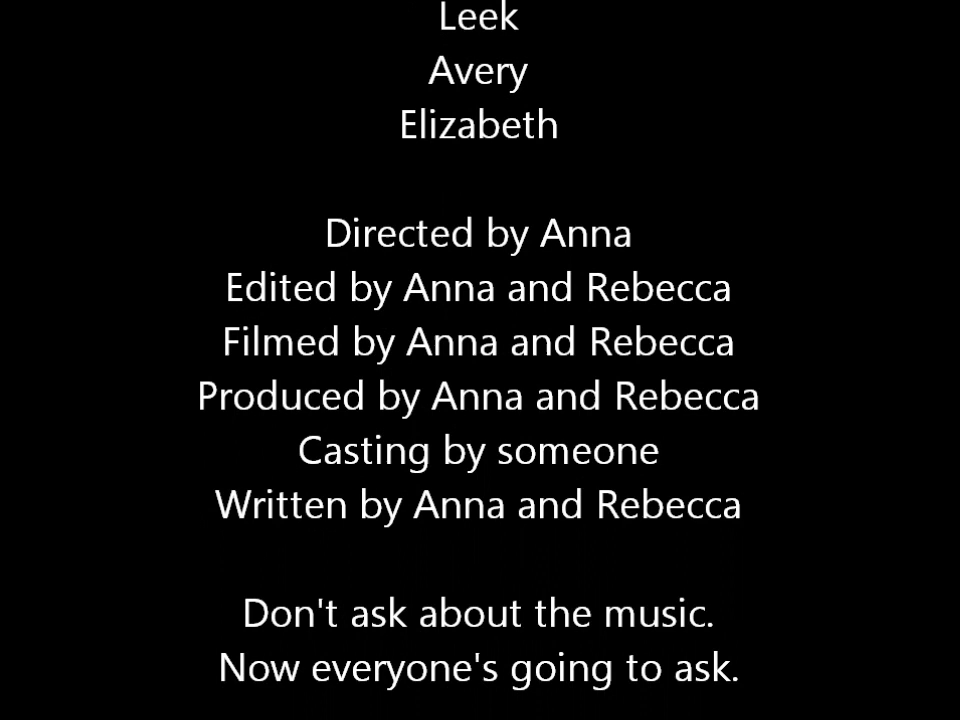 Leek
Avery
Elizabeth
Directed by Anna
Edited by Anna and Rebecca
Filmed by Anna and Rebecca
Produced by Anna and Rebecca
Casting by someone
Written by Anna and Rebecca
Don't ask about the music.
Now everyone's going to ask.